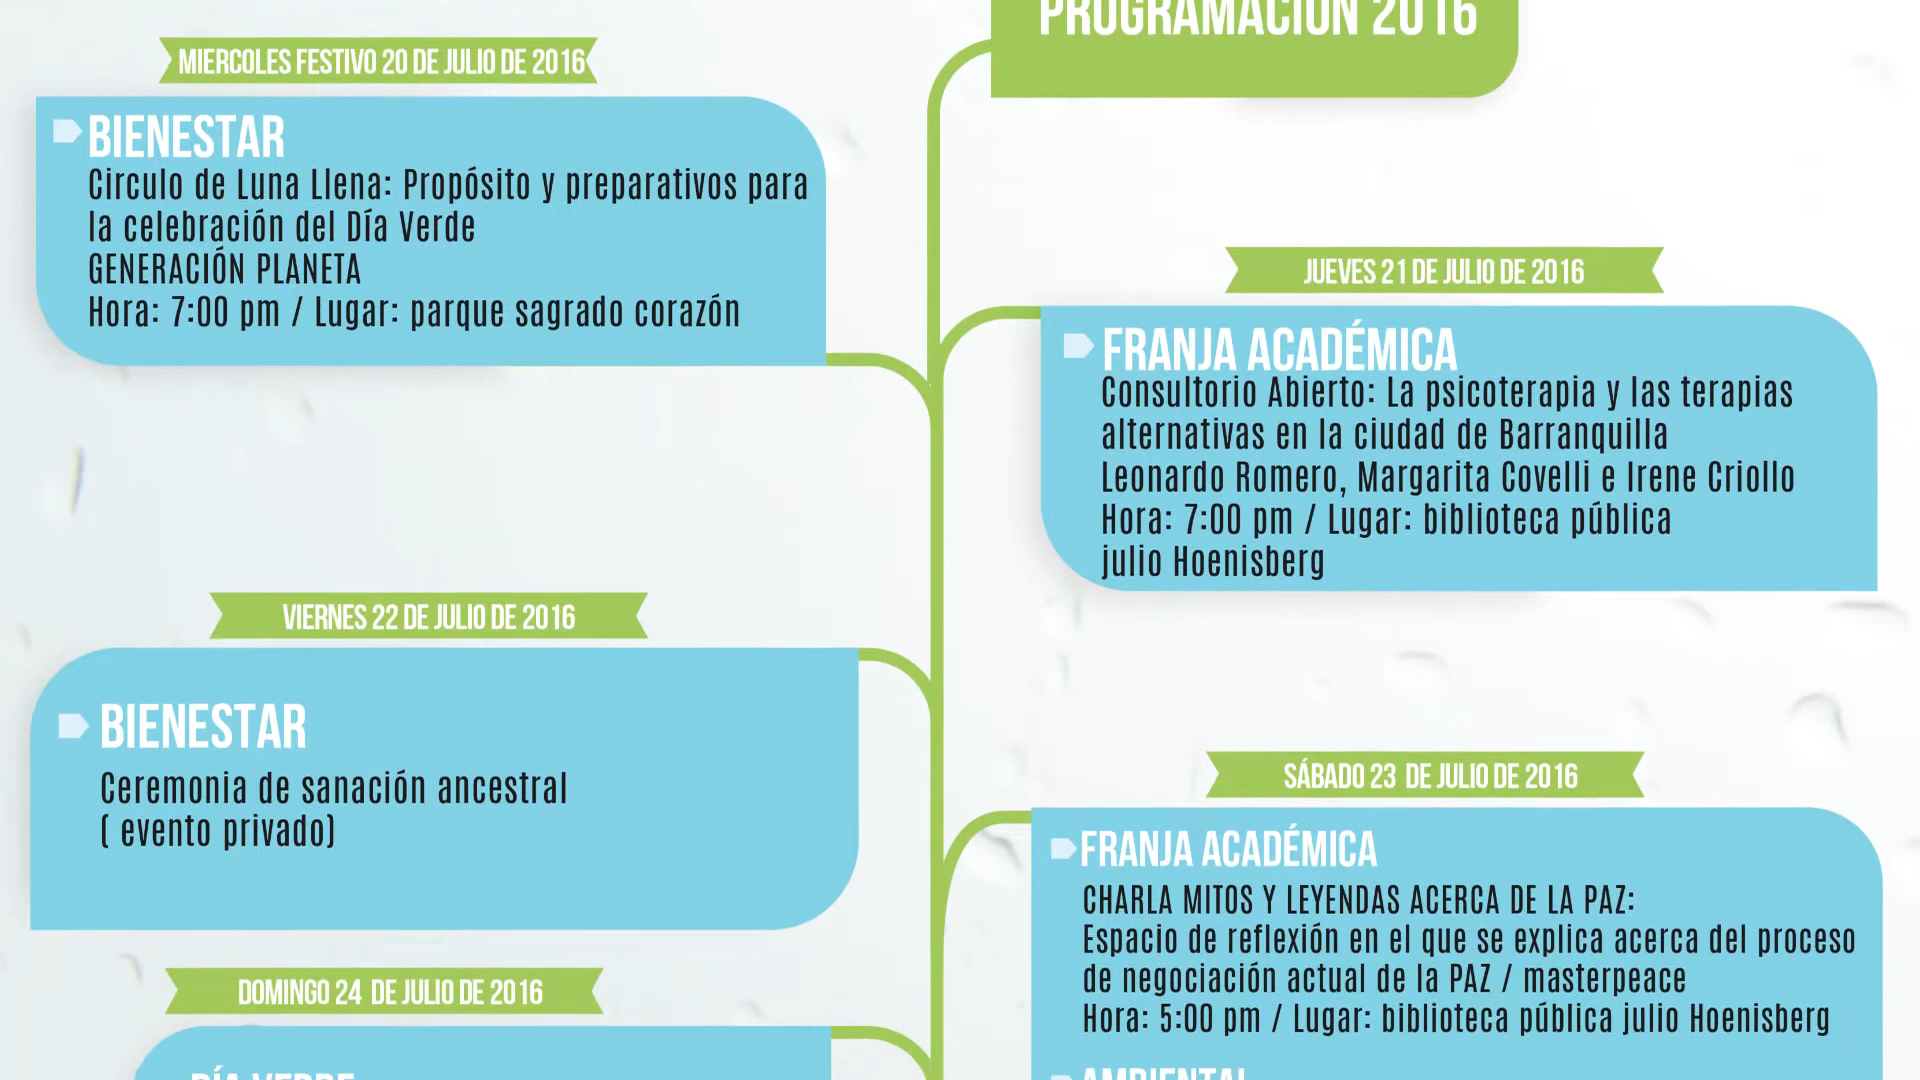 PROGRAMACIÓN 2016
MIERCOLES FESTIVO 20 DE JULIO DE 2016
BIENESTAR
Circulo de Luna Llena: Propósito y preparativos para
la celebración del Día Verde
GENERACIÓN PLANETA
Hora: 7:00 pm / Lugar: parque sagrado corazón
JUEVES 21 DE JULIO DE 2016
FRANJA ACADÉMICA
Consultorio Abierto: La psicoterapia y las terapias
alternativas en la ciudad de Barranquilla
Leonardo Romero, Margarita Covelli e Irene Criollo
Hora: 7:00 pm / Lugar: biblioteca pública
julio Hoenisberg
VIERNES 22 DE JULIO DE 2016
BIENESTAR
Ceremonia de sanación ancestral
( evento privado)
SÁBADO 23 DE JULIO DE 2016
FRANJA ACADÉMICA
CHARLA MITOS Y LEYENDAS ACERCA DE LA PAZ:
Espacio de reflexión en el que se explica acerca del proceso
de negociación actual de la PAZ / masterpeace
Hora: 5:00 pm / Lugar: biblioteca pública julio Hoenisberg
AMBIENTAL
DOMINGO 24 DE JULIO DE 2016
DÍA VERDE